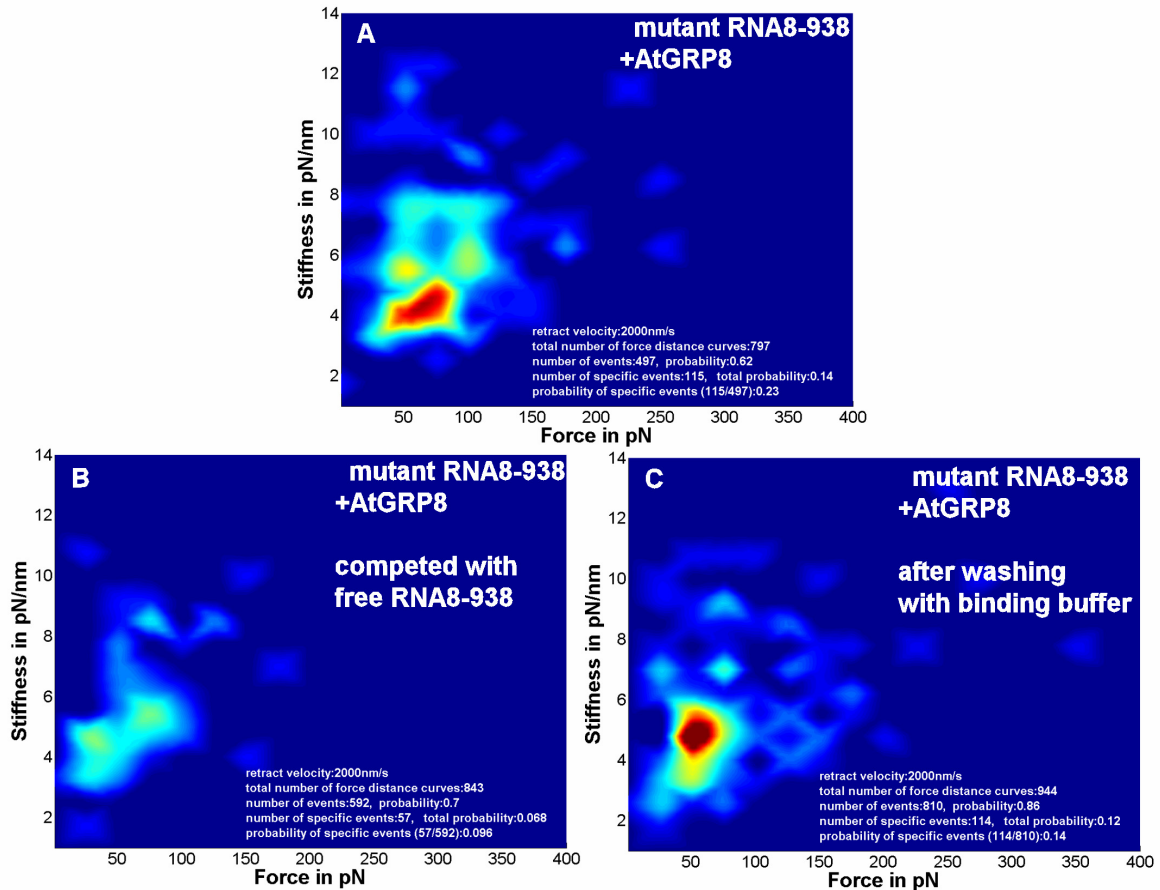 A
mutant RNA8-938
+AtGRP8
14
12
10
8
6
4
2
Stiffness in pN/nm
retract velocity:2000nm/s
total number of force distance curves:797
number of events:497, probability:0.62
number of specific events:115, total probability:0.14
probability of specific events (115/497):0.23
50 100 150 200 250 300 350 400
Force in pN
B
mutant RNA8-938
+AtGRP8
competed with
free RNA8-938
14
12
10
8
6
4
2
Stiffness in pN/nm
retract velocity:2000nm/s
total number of force distance curves:843
number of events:592, probability:0.7
number of specific events:57, total probability:0.068
probability of specific events (57/592):0.096
50 100 150 200 250 300 350 400
Force in pN
C
mutant RNA8-938
+AtGRP8
after washing
with binding buffer
14
12
10
8
6
4
2
Stiffness in pN/nm
retract velocity:2000nm/s
total number of force distance curves:944
number of events:810, probability:0.86
number of specific events:114, total probability:0.12
probability of specific events (114/810):0.14
50 100 150 200 250 300 350 400
Force in pN